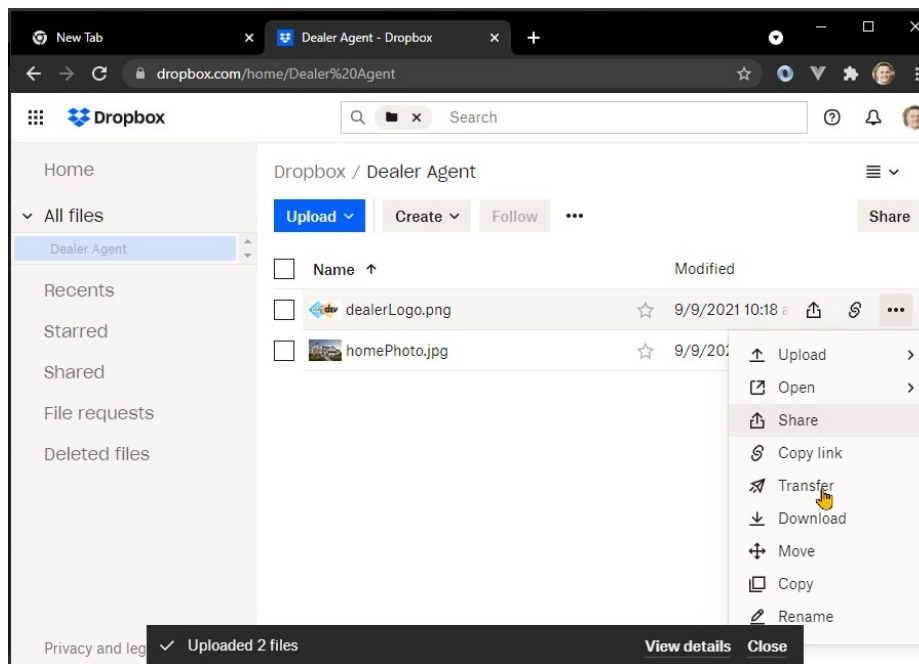 New Tab
Dealer Agent - Dropbox
dropbox.com/home/Dealer%20Agent
Dropbox
Search
Home
All files
Dealer Agent
Recents
Starred
Shared
File requests
Deleted files
Privacy and leg
Dropbox / Dealer Agent
Upload Create Follow
Share
Name Modified
dealerLogo.png 9/9/2021 10:18 a
homePhoto.jpg 9/9/202
Upload
Open
Share
Copy link
Transfer
Download
Move
Copy
Rename
Uploaded 2 files View details Close